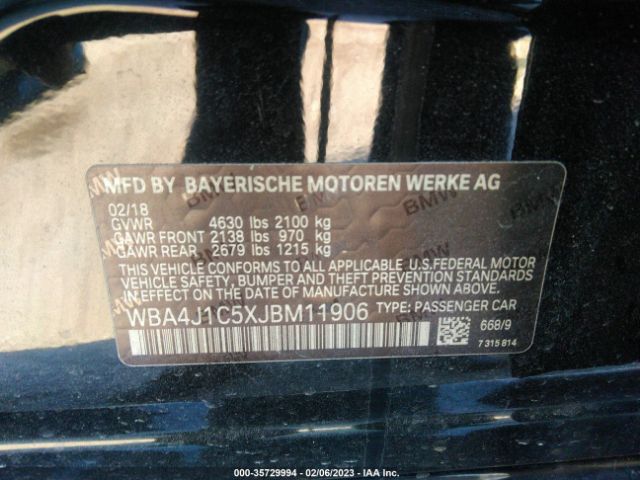 MFD BY BAYERISCHE MOTOREN WERKE AG
02/18
GVWR 4630 lbs 2100 kg
GAWR FRONT 2138 lbs 970 kg
GAWR REAR 2679 lbs 1215 kg
THIS VEHICLE CONFORMS TO ALL APPLICABLE U.S.FEDERAL MOTOR
VEHICLE SAFETY, BUMPER AND THEFT PREVENTION STANDARDS
IN EFFECT ON THE DATE OF MANUFACTURE SHOWN ABOVE.
WBA4J1C5XJBM11906 TYPE: PASSENGER CAR
668/9
7 315 814
000-35729994 - 02/06/2023 - IAA Inc.